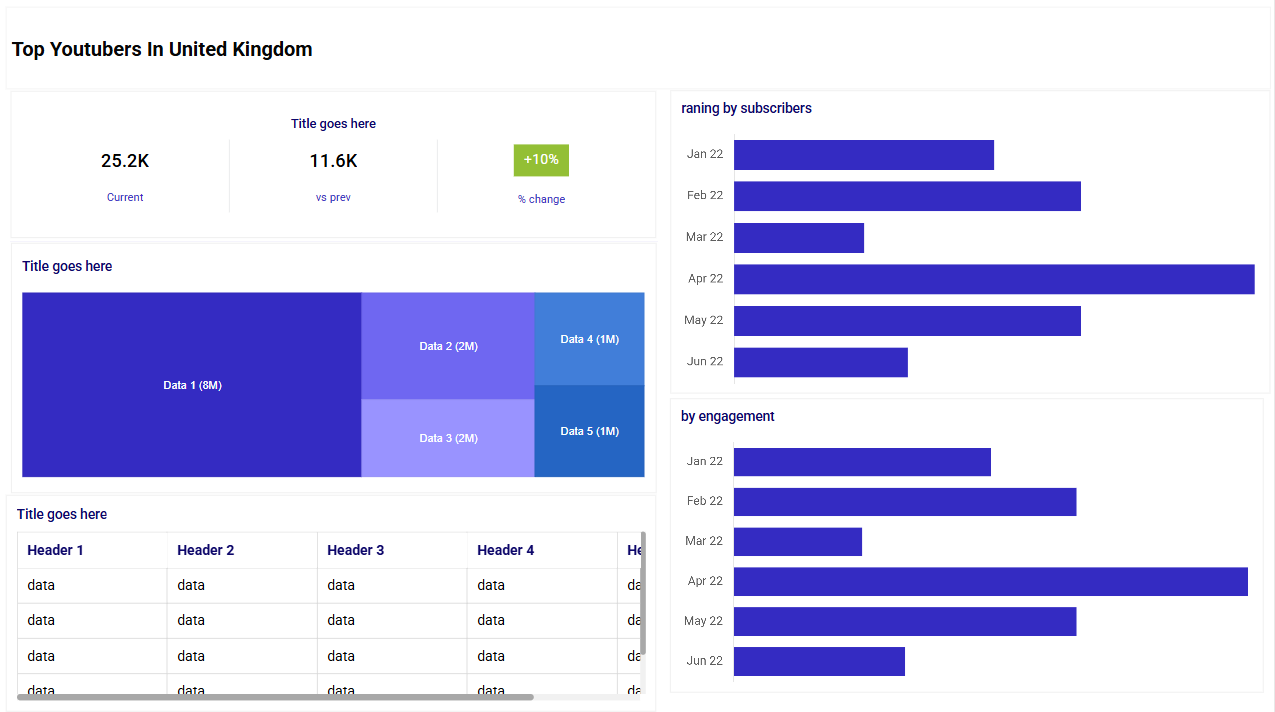 Top Youtubers In United Kingdom
Title goes here
25.2K
Current
11.6K
vs prev
+10%
% change
Title goes here
Data 1 (8M)
Data 2 (2M)
Data 3 (2M)
Data 4 (1M)
Data 5 (1M)
Title goes here
Header 1 Header 2 Header 3 Header 4 He
data data data data da
data data data data da
data data data data da
data data data data da
raning by subscribers
Jan 22
Feb 22
Mar 22
Apr 22
May 22
Jun 22
by engagement
Jan 22
Feb 22
Mar 22
Apr 22
May 22
Jun 22